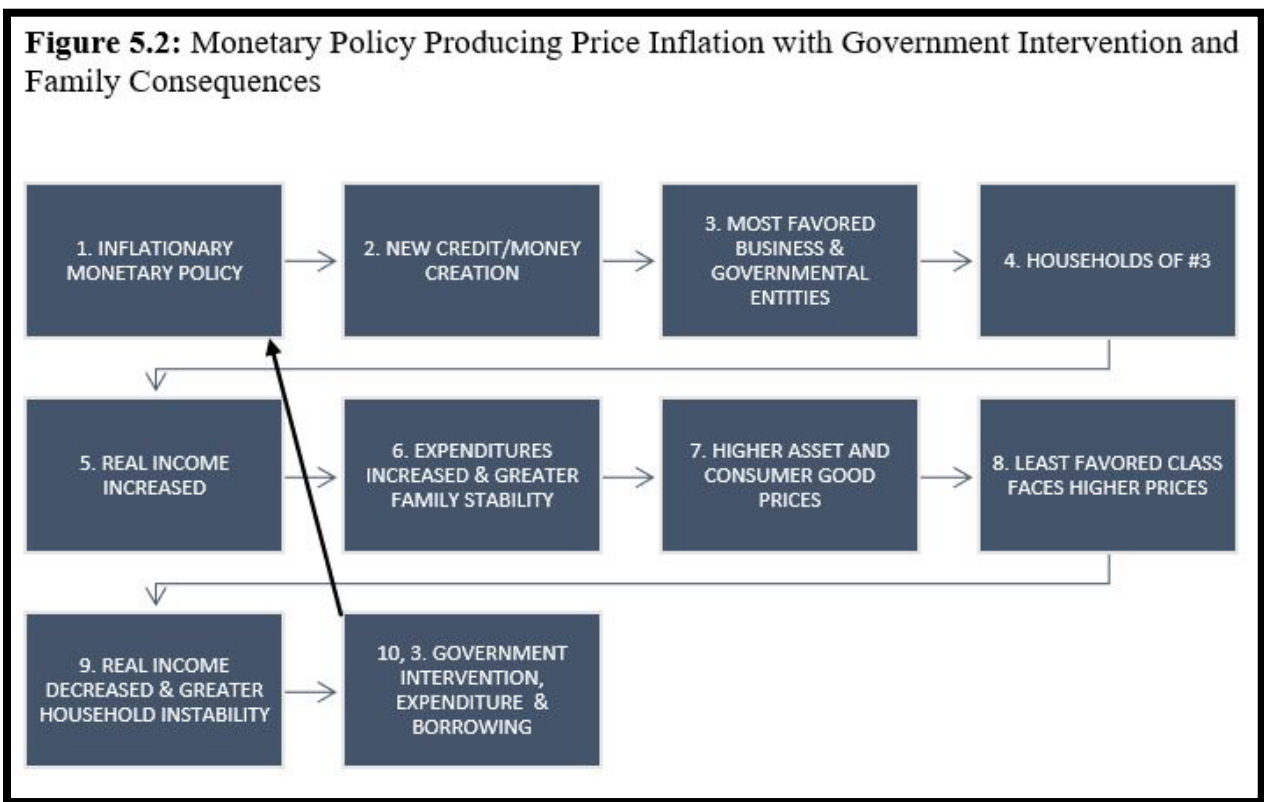 Figure 5.2: Monetary Policy Producing Price Inflation with Government Intervention and
Family Consequences
1. INFLATIONARY
MONETARY POLICY
2. NEW CREDIT/MONEY
CREATION
3. MOST FAVORED
BUSINESS &
GOVERNMENTAL
ENTITIES
4. HOUSEHOLDS OF #3
5. REAL INCOME
INCREASED
6. EXPENDITURES
INCREASED & GREATER
FAMILY STABILITY
7. HIGHER ASSET AND
CONSUMER GOOD
PRICES
8. LEAST FAVORED CLASS
FACES HIGHER PRICES
9. REAL INCOME
DECREASED & GREATER
HOUSEHOLD INSTABILITY
10, 3. GOVERNMENT
INTERVENTION,
EXPENDITURE &
BORROWING